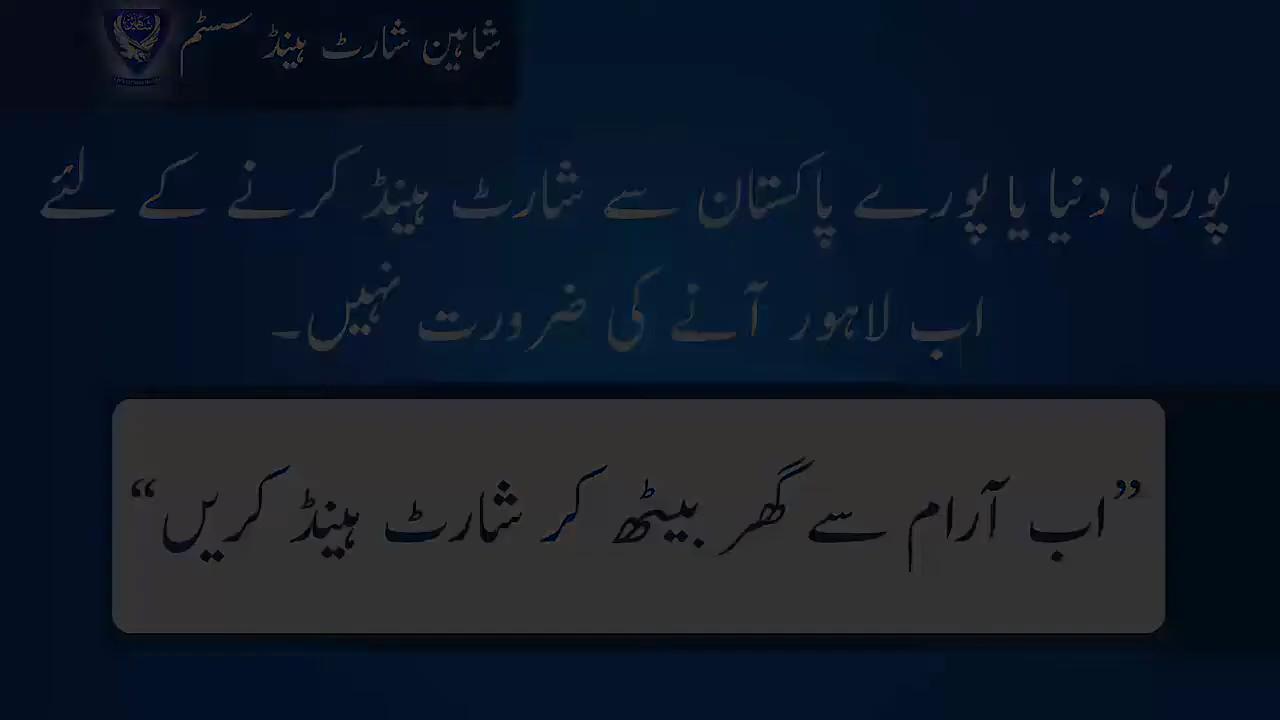 شاہین شارٹ ہینڈ سسٹم
پوری دنیا یا پورے پاکستان سے شارٹ ہینڈ کرنے کے لئے
اب لاہور آنے کی ضرورت نہیں۔
”اب آرام سے گھر بیٹھ کر شارٹ ہینڈ کریں“